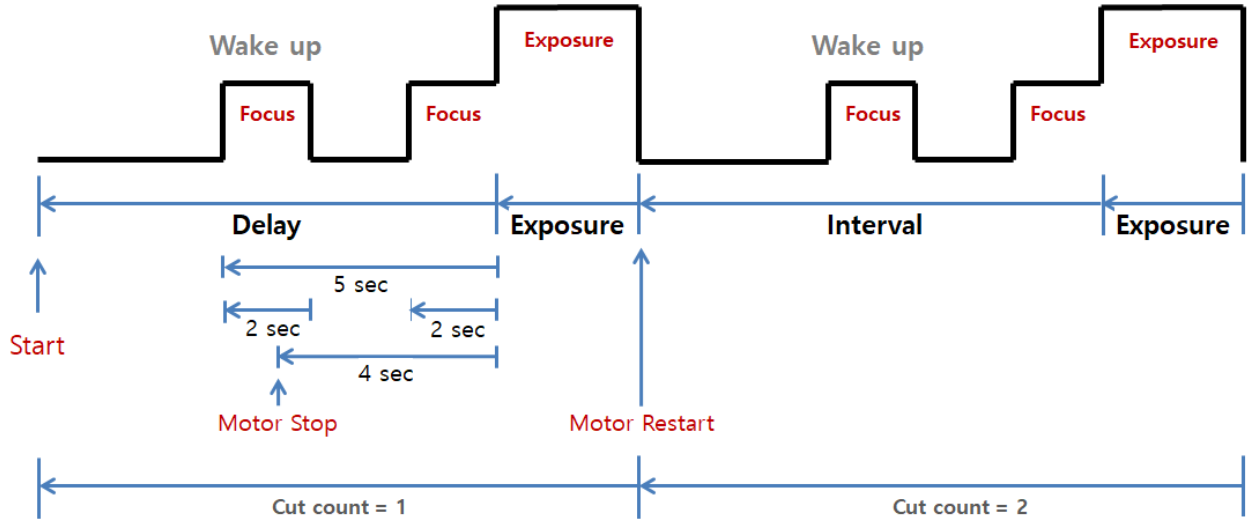 Wake up
Exposure
Wake up
Exposure
Focus
Focus
Focus
Focus
Delay
Exposure
Interval
Exposure
5 sec
2 sec
2 sec
Start
4 sec
Motor Stop
Motor Restart
Cut count = 1
Cut count = 2